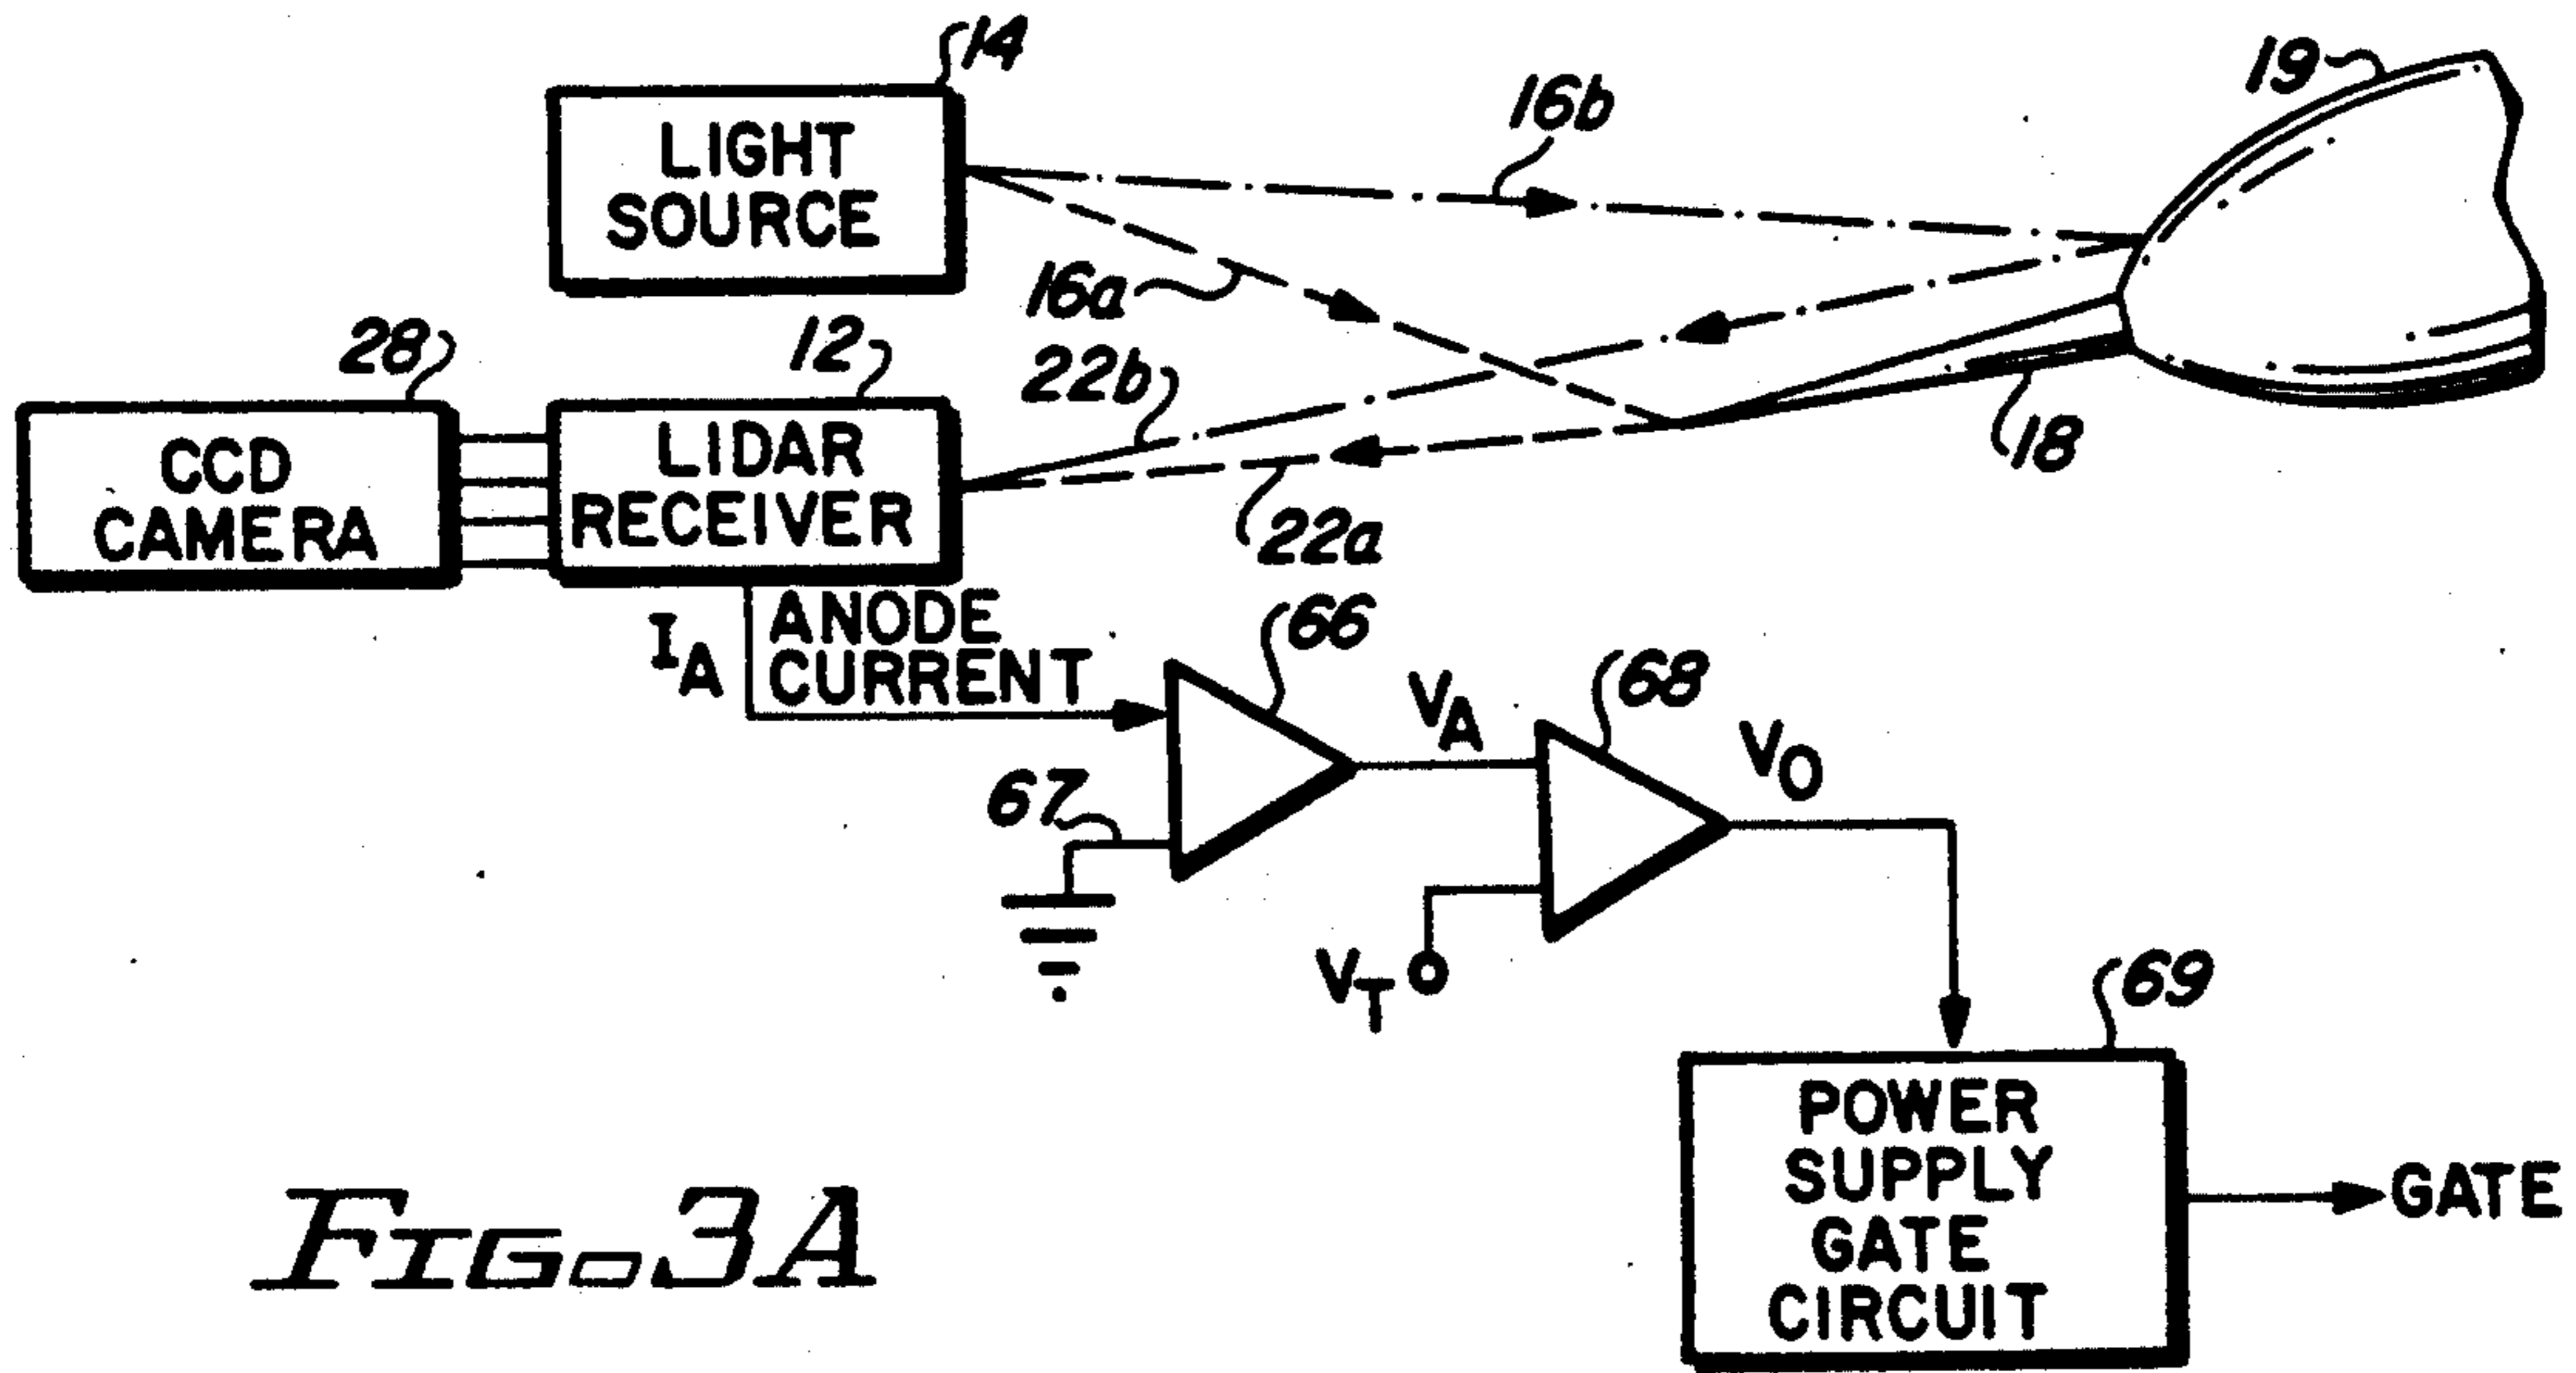 14
LIGHT
SOURCE
16b
19
16a
28
12
22b
CCD
CAMERA
LIDAR
RECEIVER
18
22a
IA
ANODE
CURRENT
66
VA
68
VO
67
VT
69
POWER
SUPPLY
GATE
CIRCUIT
GATE
FIG. 3A